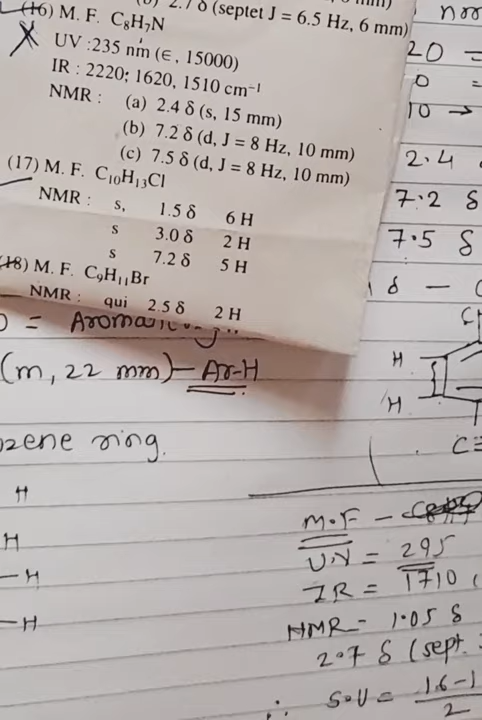 (septet J = 6.5 Hz, 6 mm)
(16) M. F. C₈H₇N
UV :235 nm (ϵ, 15000)
IR : 2220; 1620, 1510 cm⁻¹
NMR : (a) 2.4 δ (s, 15 mm)
(b) 7.2 δ (d, J = 8 Hz, 10 mm)
(c) 7.5 δ (d, J = 8 Hz, 10 mm)
(17) M. F. C₁₀H₁₃Cl
NMR : s, 1.5 δ 6 H
s 3.0 δ 2 H
s 7.2 δ 5 H
(18) M. F. C₉H₁₁Br
NMR : qui 2.5 δ 2 H
20 =
0 =
10 →
2.4
7.2 δ
7.5 δ
δ – C
H
H
C≡
(m, 22 mm) – Ar-H
zene ring.
H
H
–H
–H
M.F –
U.V = 295
IR = 1710
NMR – 1.05 δ
2.7 δ (sept.
∴ S.U = 16-1
2